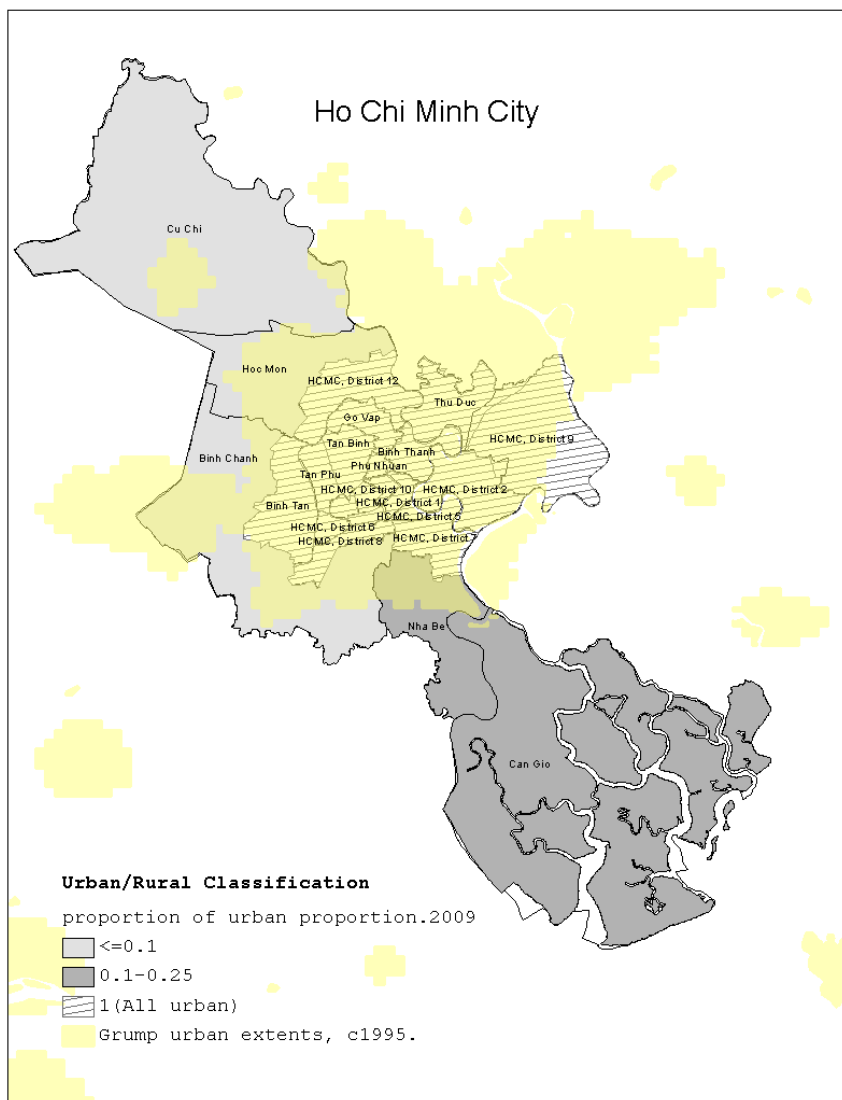 Ho Chi Minh City
Cu Chi
Hoc Mon
HCMC, District 12
Thu Duc
Go Vap
HCMC, District 9
Tan Binh
Binh Thanh
Binh Chanh
Phu Nhuan
Tan Phu
HCMC, District 10
HCMC, District 2
HCMC, District 1
Binh Tan
HCMC, District 5
HCMC, District 6
HCMC, District 8
HCMC, District 7
Nha Be
Can Gio
Urban/Rural Classification
proportion of urban proportion.2009
<=0.1
0.1-0.25
1(All urban)
Grump urban extents, c1995.